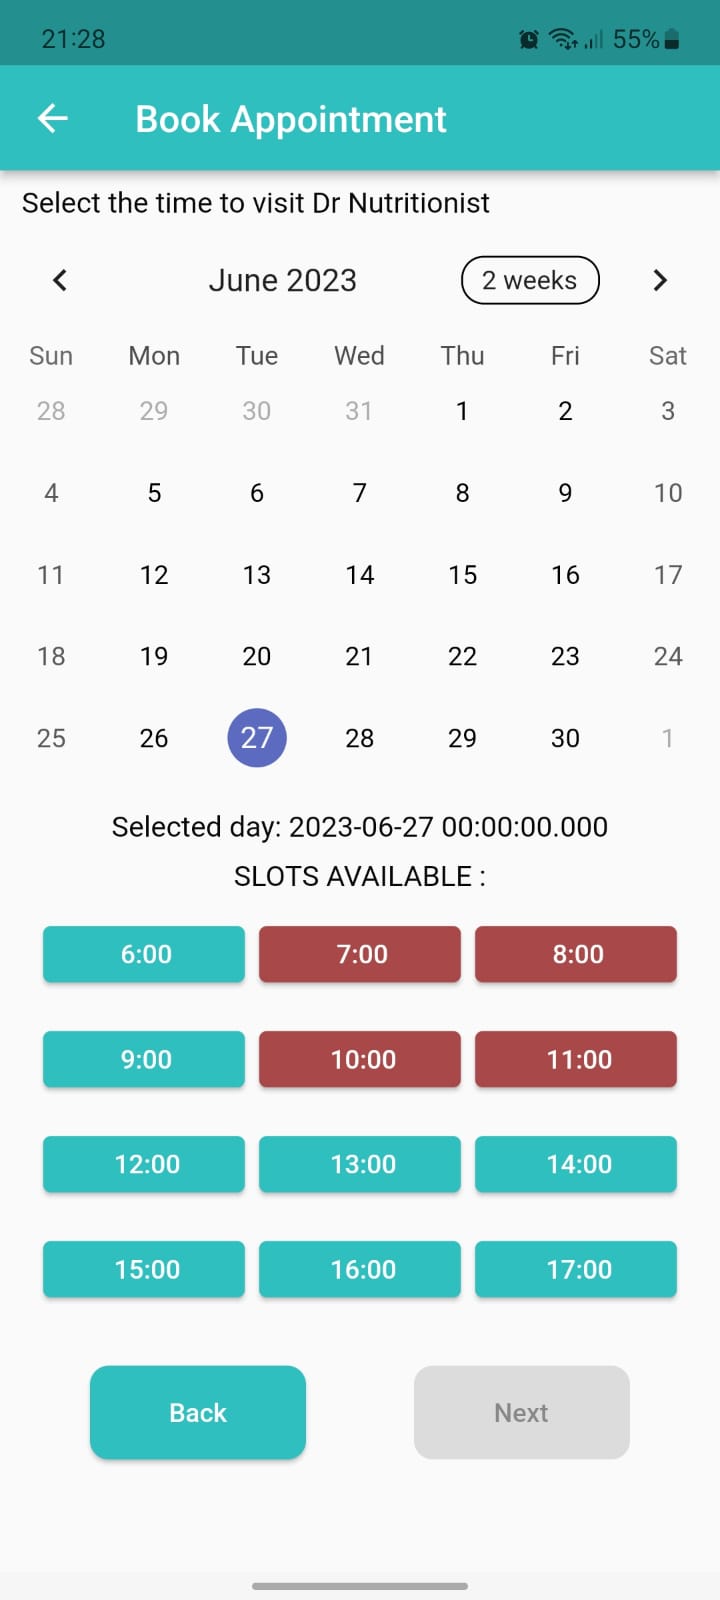 21:28 55%
Book Appointment
Select the time to visit Dr Nutritionist
June 2023 2 weeks
Sun Mon Tue Wed Thu Fri Sat
28 29 30 31 1 2 3
4 5 6 7 8 9 10
11 12 13 14 15 16 17
18 19 20 21 22 23 24
25 26 27 28 29 30 1
Selected day: 2023-06-27 00:00:00.000
SLOTS AVAILABLE :
6:00 7:00 8:00
9:00 10:00 11:00
12:00 13:00 14:00
15:00 16:00 17:00
Back Next